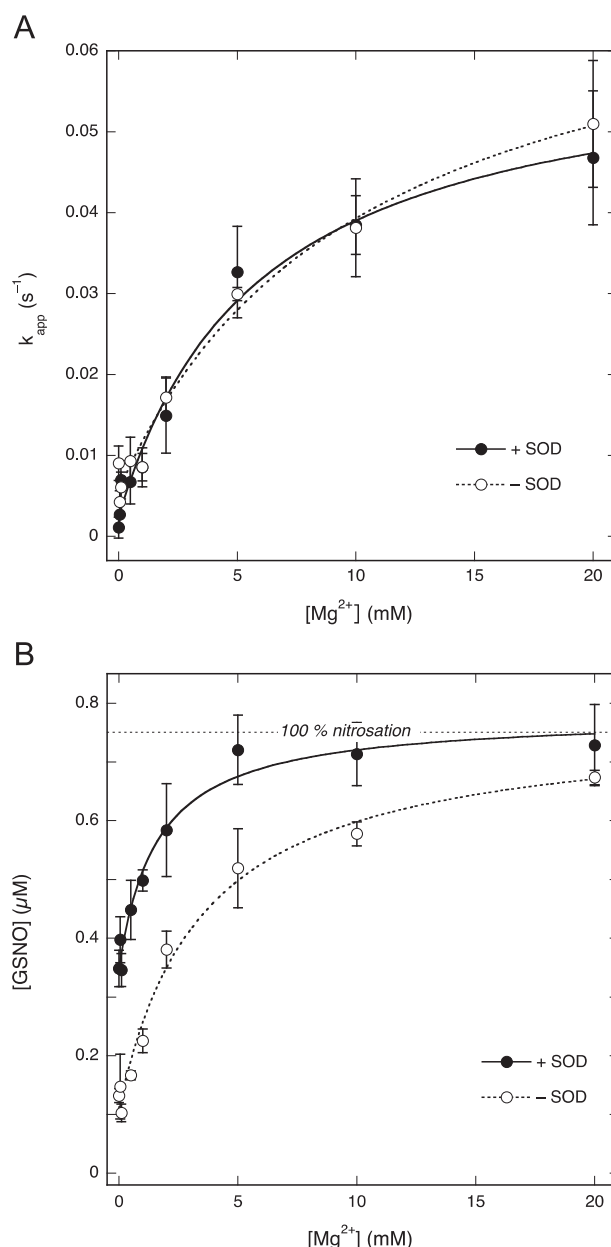 A
0.06
0.05
0.04
0.03
0.02
0.01
0
k_app (s⁻¹)
+ SOD
− SOD
0
5
10
15
20
[Mg²⁺] (mM)
B
0.8
0.6
0.4
0.2
0
[GSNO] (µM)
100 % nitrosation
+ SOD
− SOD
0
5
10
15
20
[Mg²⁺] (mM)